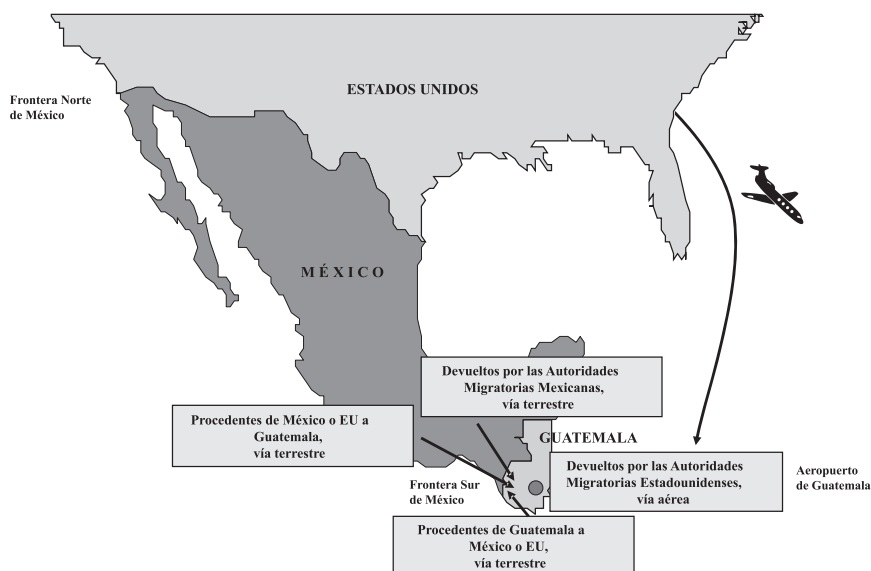 ESTADOS UNIDOS
Frontera Norte
de México
MÉXICO
Devueltos por las Autoridades
Migratorias Mexicanas,
vía terrestre
Procedentes de México o EU a
Guatemala,
vía terrestre
GUATEMALA
Devueltos por las Autoridades
Migratorias Estadounidenses,
vía aérea
Aeropuerto
de Guatemala
Frontera Sur
de México
Procedentes de Guatemala a
México o EU,
vía terrestre